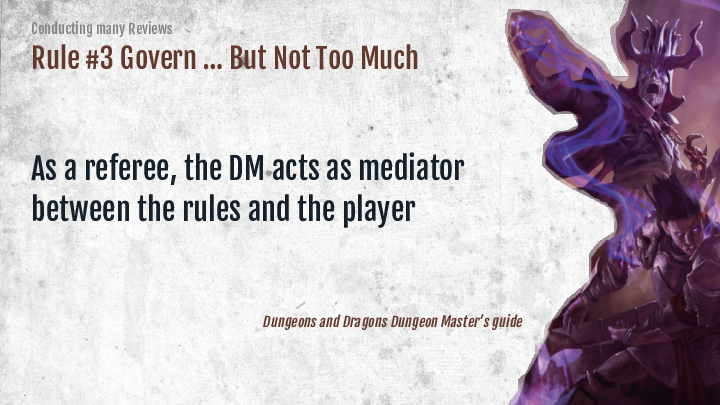 Conducting many Reviews
Rule #3 Govern ... But Not Too Much
As a referee, the DM acts as mediator
between the rules and the player
Dungeons and Dragons Dungeon Master's guide